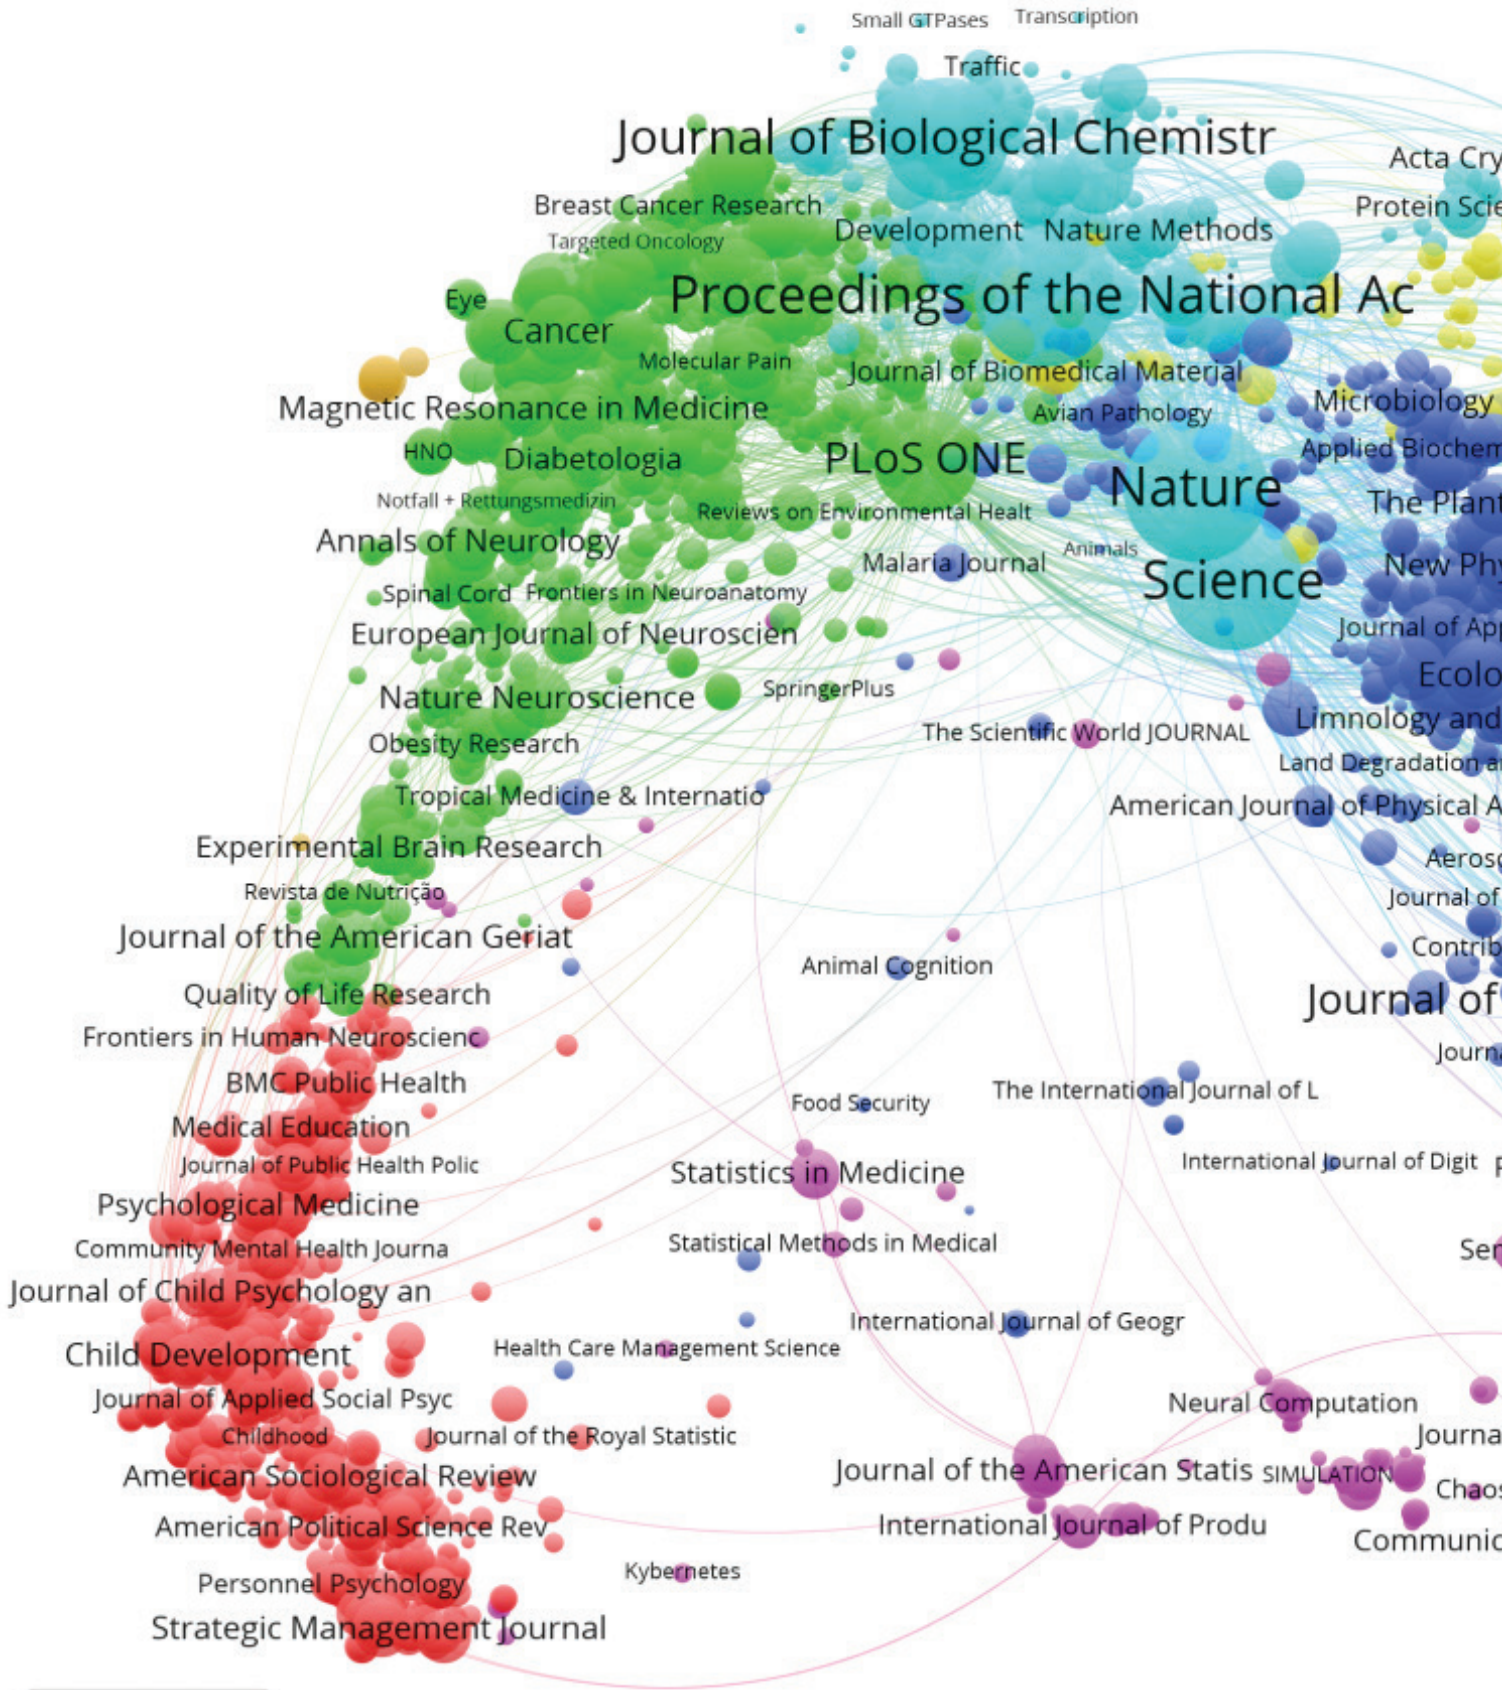 Small GTPases
Transcription
Traffic
Journal of Biological Chemistr
Acta Cry
Breast Cancer Research
Protein Scie
Targeted Oncology
Development
Nature Methods
Eye
Proceedings of the National Ac
Cancer
Molecular Pain
Journal of Biomedical Material
Magnetic Resonance in Medicine
Avian Pathology
Microbiology
HNO
Diabetologia
PLoS ONE
Applied Biochem
Nature
Notfall + Rettungsmedizin
Reviews on Environmental Healt
The Plant
Annals of Neurology
Malaria Journal
Animals
New Phy
Science
Spinal Cord
Frontiers in Neuroanatomy
European Journal of Neuroscien
Journal of App
Ecolo
Nature Neuroscience
SpringerPlus
Limnology and
The Scientific World JOURNAL
Obesity Research
Land Degradation an
Tropical Medicine & Internatio
American Journal of Physical A
Experimental Brain Research
Aeroso
Revista de Nutrição
Journal of
Journal of the American Geriat
Contrib
Animal Cognition
Quality of Life Research
Journal of
Frontiers in Human Neuroscienc
Journa
BMC Public Health
The International Journal of L
Food Security
Medical Education
Journal of Public Health Polic
International Journal of Digit
Statistics in Medicine
Psychological Medicine
Community Mental Health Journa
Statistical Methods in Medical
Ser
Journal of Child Psychology an
International Journal of Geogr
Child Development
Health Care Management Science
Journal of Applied Social Psyc
Neural Computation
Childhood
Journal of the Royal Statistic
Journa
American Sociological Review
Journal of the American Statis
SIMULATION
Chaos
American Political Science Rev
International Journal of Produ
Communic
Kybernetes
Personnel Psychology
Strategic Management Journal